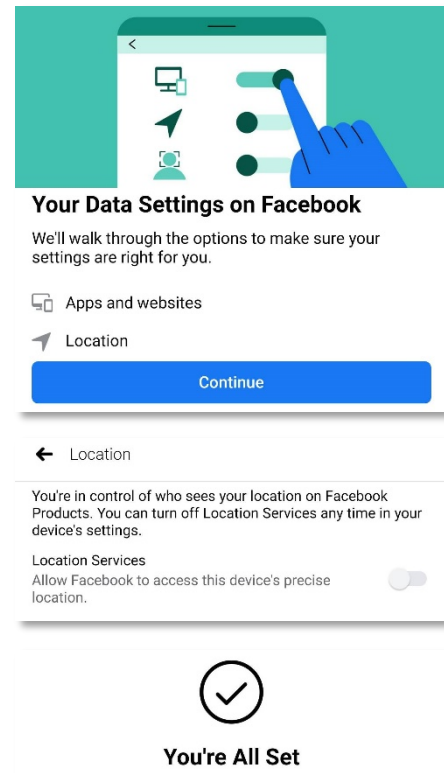 Your Data Settings on Facebook
We'll walk through the options to make sure your
settings are right for you.
Apps and websites
Location
Continue
Location
You're in control of who sees your location on Facebook
Products. You can turn off Location Services any time in your
device's settings.
Location Services
Allow Facebook to access this device's precise
location.
You're All Set